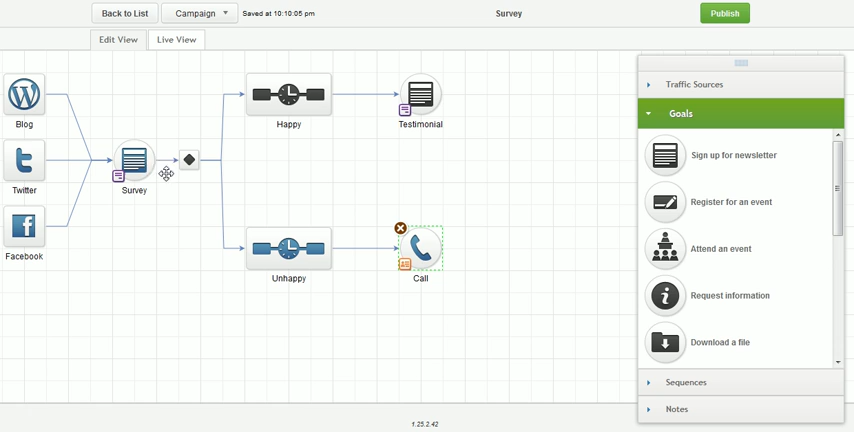 Back to List
Campaign
Saved at 10:10:05 pm
Survey
Publish
Edit View
Live View
Blog
Twitter
Facebook
Survey
Happy
Testimonial
Unhappy
Call
Traffic Sources
Goals
Sign up for newsletter
Register for an event
Attend an event
Request information
Download a file
Sequences
Notes
1.25.2.42